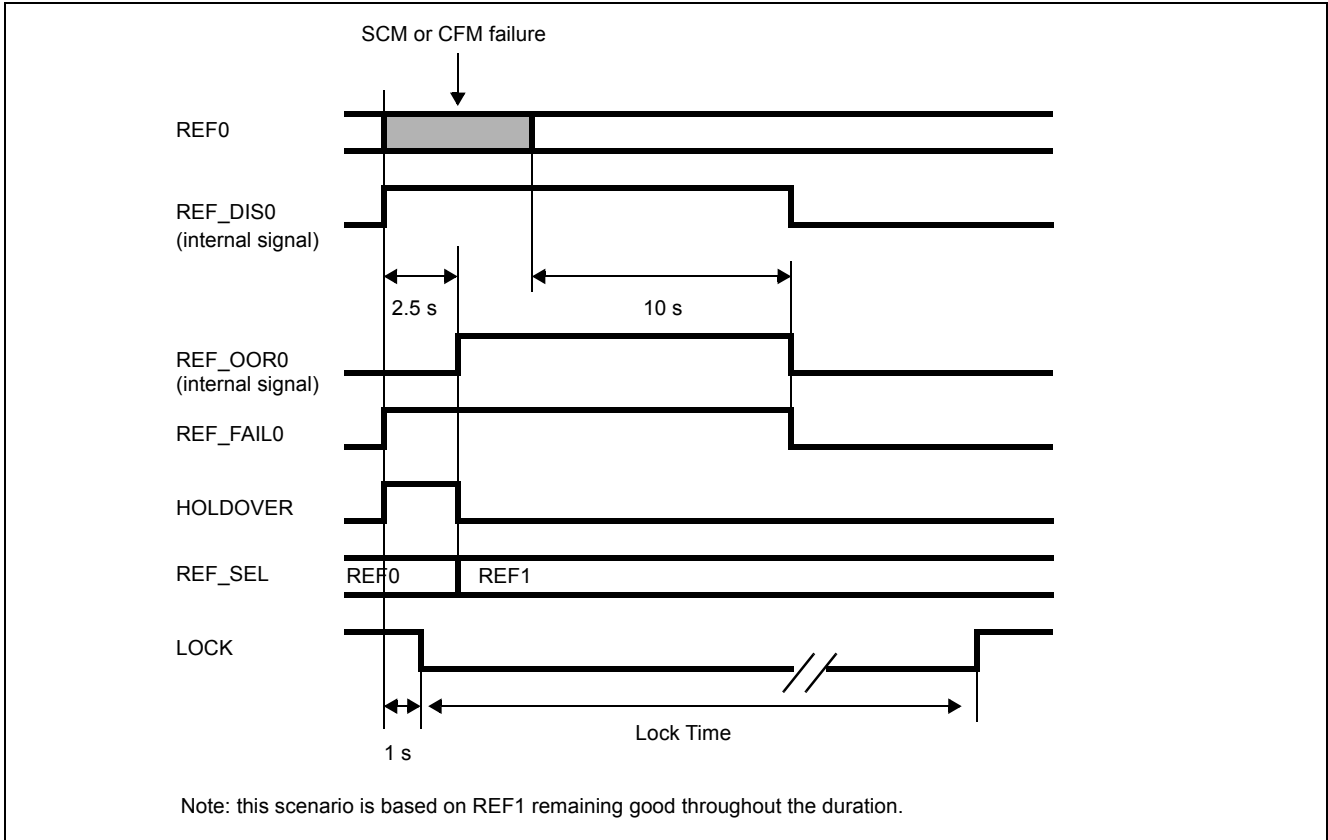 SCM or CFM failure
REF0
REF_DIS0
(internal signal)
2.5 s
10 s
REF_OOR0
(internal signal)
REF_FAIL0
HOLDOVER
REF_SEL
REF0
REF1
LOCK
Lock Time
1 s
Note: this scenario is based on REF1 remaining good throughout the duration.